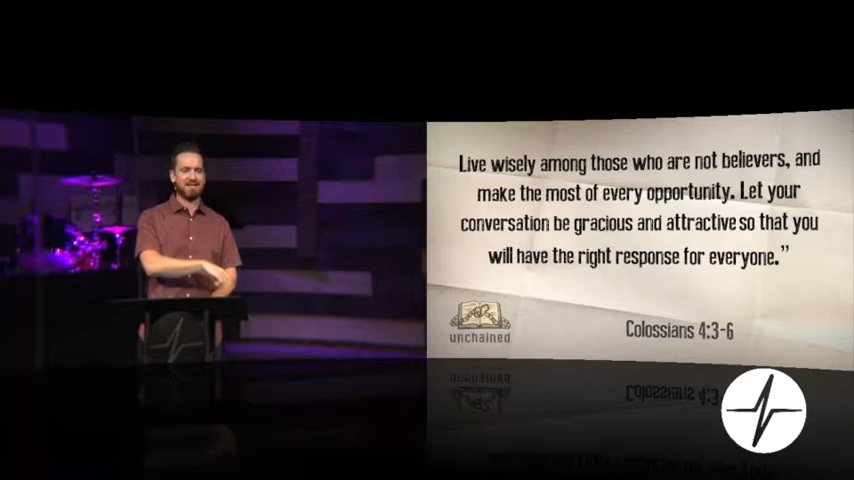 Live wisely among those who are not believers, and
make the most of every opportunity. Let your
conversation be gracious and attractive so that you
will have the right response for everyone.”
unchained
Colossians 4:3-6